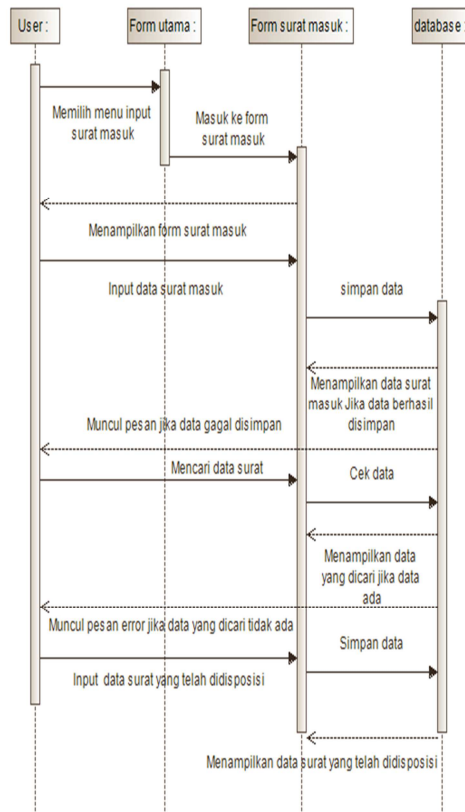 User :
Form utama :
Form surat masuk :
database :
Memilih menu input
surat masuk
Masuk ke form
surat masuk
Menampilkan form surat masuk
Input data surat masuk
simpan data
Menampilkan data surat
masuk Jika data berhasil
disimpan
Muncul pesan jika data gagal disimpan
Mencari data surat
Cek data
Menampilkan data
yang dicari jika data
ada
Muncul pesan error jika data yang dicari tidak ada
Simpan data
Input data surat yang telah didisposisi
Menampilkan data surat yang telah didisposisi